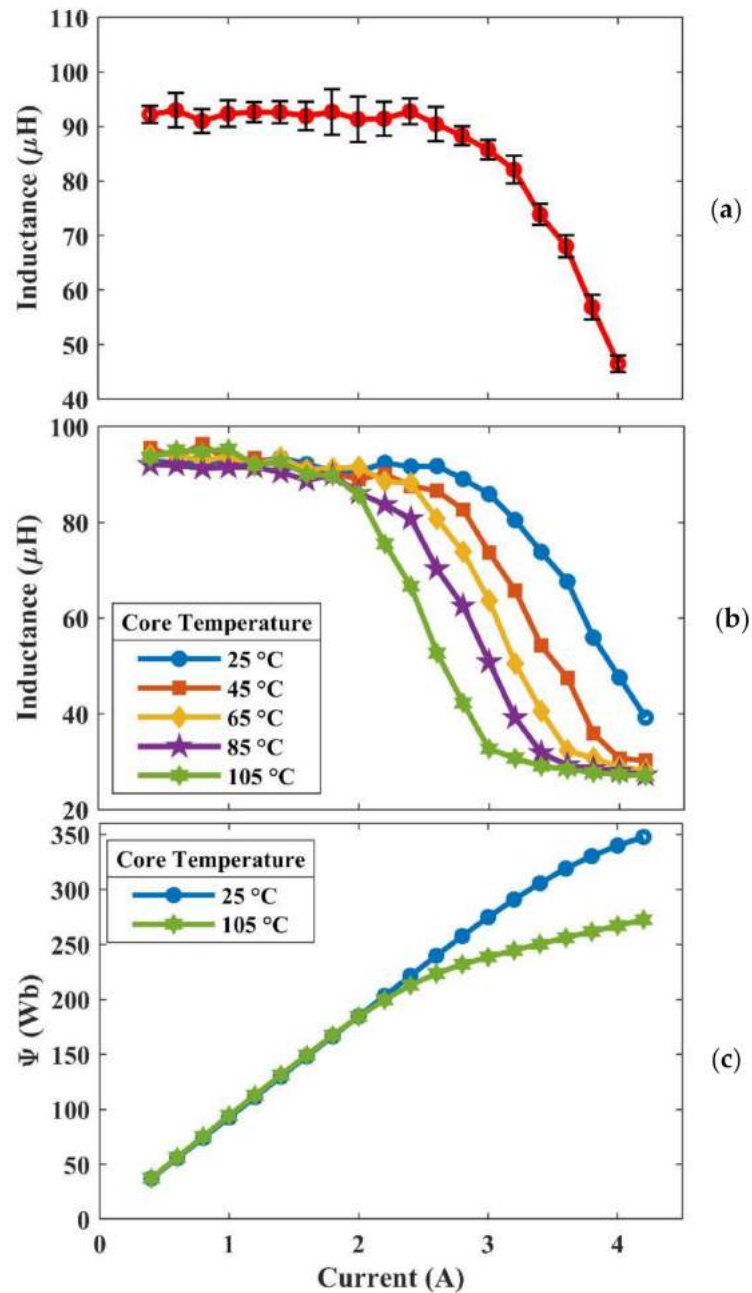 110
100
90
80
70
60
50
40
Inductance (μH)
(a)
100
80
60
40
20
Inductance (μH)
Core Temperature
25 °C
45 °C
65 °C
85 °C
105 °C
(b)
350
300
250
200
150
100
50
0
Ψ (Wb)
Core Temperature
25 °C
105 °C
(c)
0 1 2 3 4
Current (A)